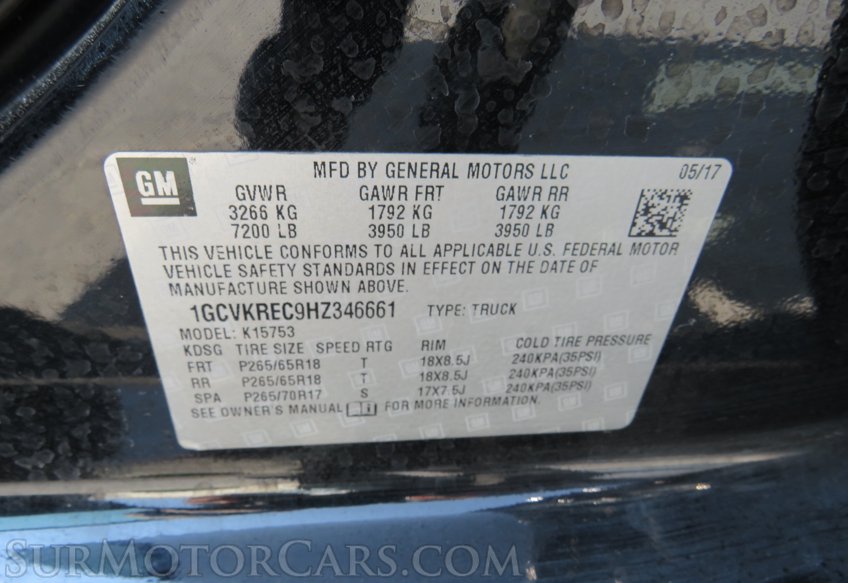 GM
MFD BY GENERAL MOTORS LLC 05/17
GVWR GAWR FRT GAWR RR
3266 KG 1792 KG 1792 KG
7200 LB 3950 LB 3950 LB
THIS VEHICLE CONFORMS TO ALL APPLICABLE U.S. FEDERAL MOTOR
VEHICLE SAFETY STANDARDS IN EFFECT ON THE DATE OF
MANUFACTURE SHOWN ABOVE.
1GCVKREC9HZ346661 TYPE: TRUCK
MODEL: K15753
KDSG TIRE SIZE SPEED RTG RIM COLD TIRE PRESSURE
FRT P265/65R18 T 18X8.5J 240KPA(35PSI)
RR P265/65R18 T 18X8.5J 240KPA(35PSI)
SPA P265/70R17 S 17X7.5J 240KPA(35PSI)
SEE OWNER'S MANUAL FOR MORE INFORMATION.
SURMOTORCARS.COM